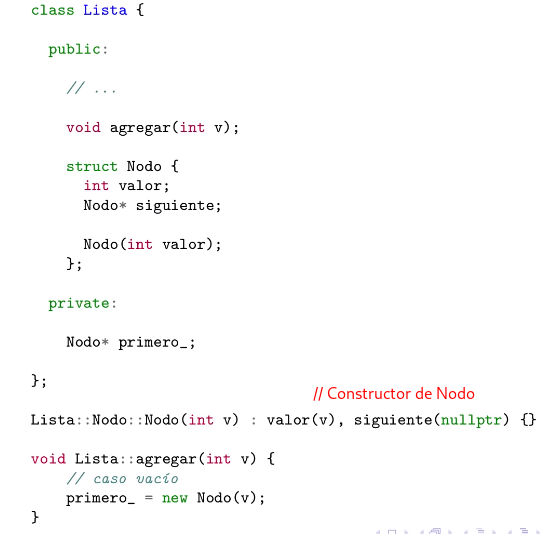 class Lista {
public:
// ...
void agregar(int v);
struct Nodo {
int valor;
Nodo* siguiente;
Nodo(int valor);
};
private:
Nodo* primero_;
};
// Constructor de Nodo
Lista::Nodo::Nodo(int v) : valor(v), siguiente(nullptr) {}
void Lista::agregar(int v) {
// caso vacío
primero_ = new Nodo(v);
}